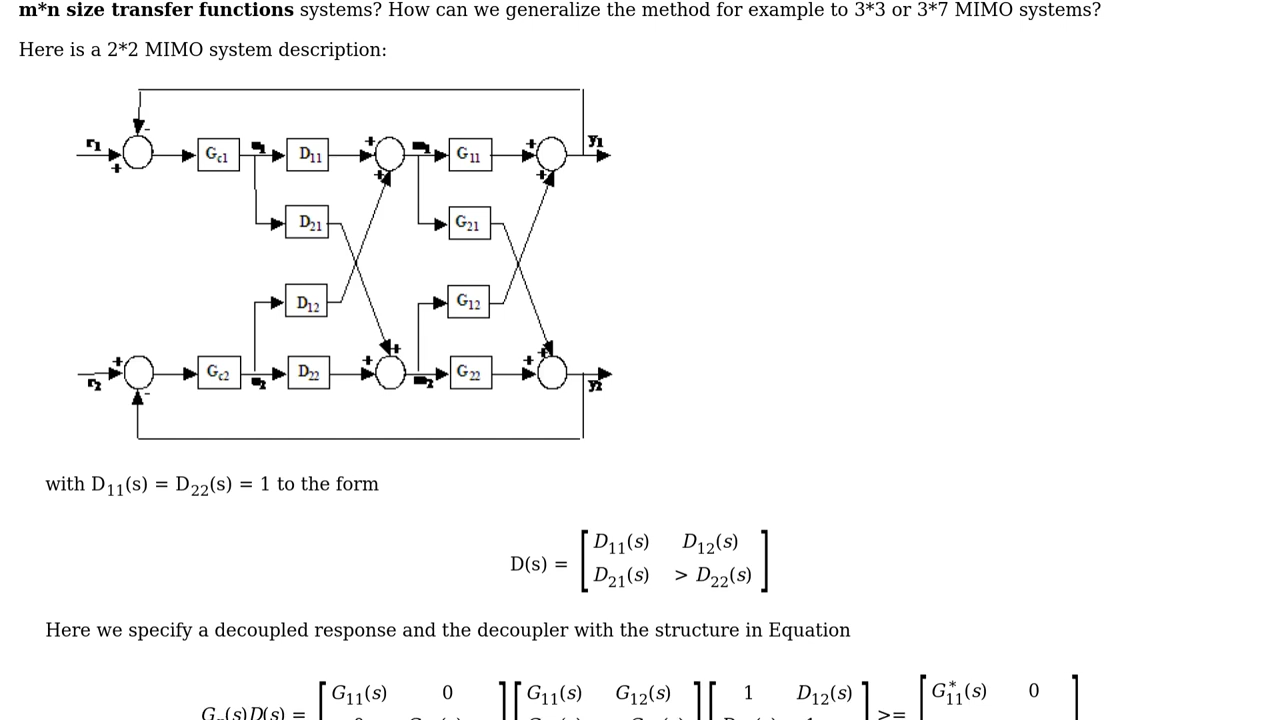 m*n size transfer functions systems? How can we generalize the method for example to 3*3 or 3*7 MIMO systems?
Here is a 2*2 MIMO system description:
r1 + - Gc1 D11 + + G11 + + y1
D21 G21
D12 G12
r2 + - Gc2 D22 + + G22 + + y2
with D11(s) = D22(s) = 1 to the form
D(s) = [ D11(s) D12(s)
D21(s) > D22(s) ]
Here we specify a decoupled response and the decoupler with the structure in Equation
[ G11(s) 0 ] [ G11(s) G12(s) ] [ 1 D12(s) ] [ G*11(s) 0 ]
(s)D(s) = >=